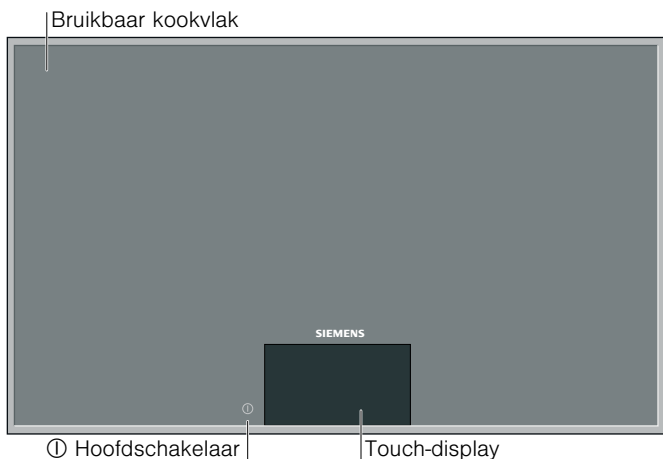 Bruikbaar kookvlak
SIEMENS
① Hoofdschakelaar
Touch-display